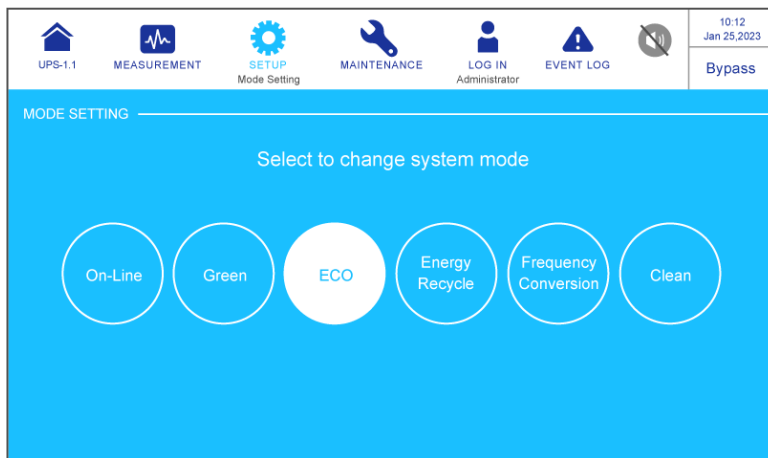 10:12
Jan 25,2023
UPS-1.1
MEASUREMENT
SETUP
Mode Setting
MAINTENANCE
LOG IN
Administrator
EVENT LOG
Bypass
MODE SETTING
Select to change system mode
On-Line
Green
ECO
Energy
Recycle
Frequency
Conversion
Clean